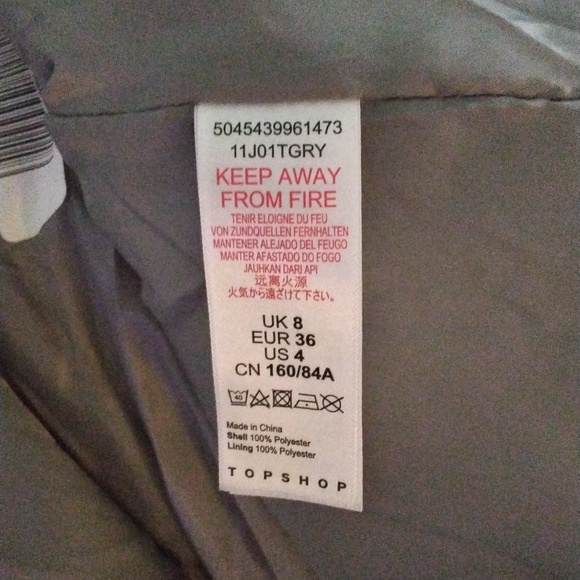 5045439961473
11J01TGRY
KEEP AWAY
FROM FIRE
TENIR ELOIGNE DU FEU
VON ZUNDQUELLEN FERNHALTEN
MANTENER ALEJADO DEL FEUGO
MANTER AFASTADO DO FOGO
JAUHKAN DARI API
远离火源
火気から遠ざけて下さい。
UK 8
EUR 36
US 4
CN 160/84A
40
Made in China
Shell 100% Polyester
Lining 100% Polyester
TOPSHOP